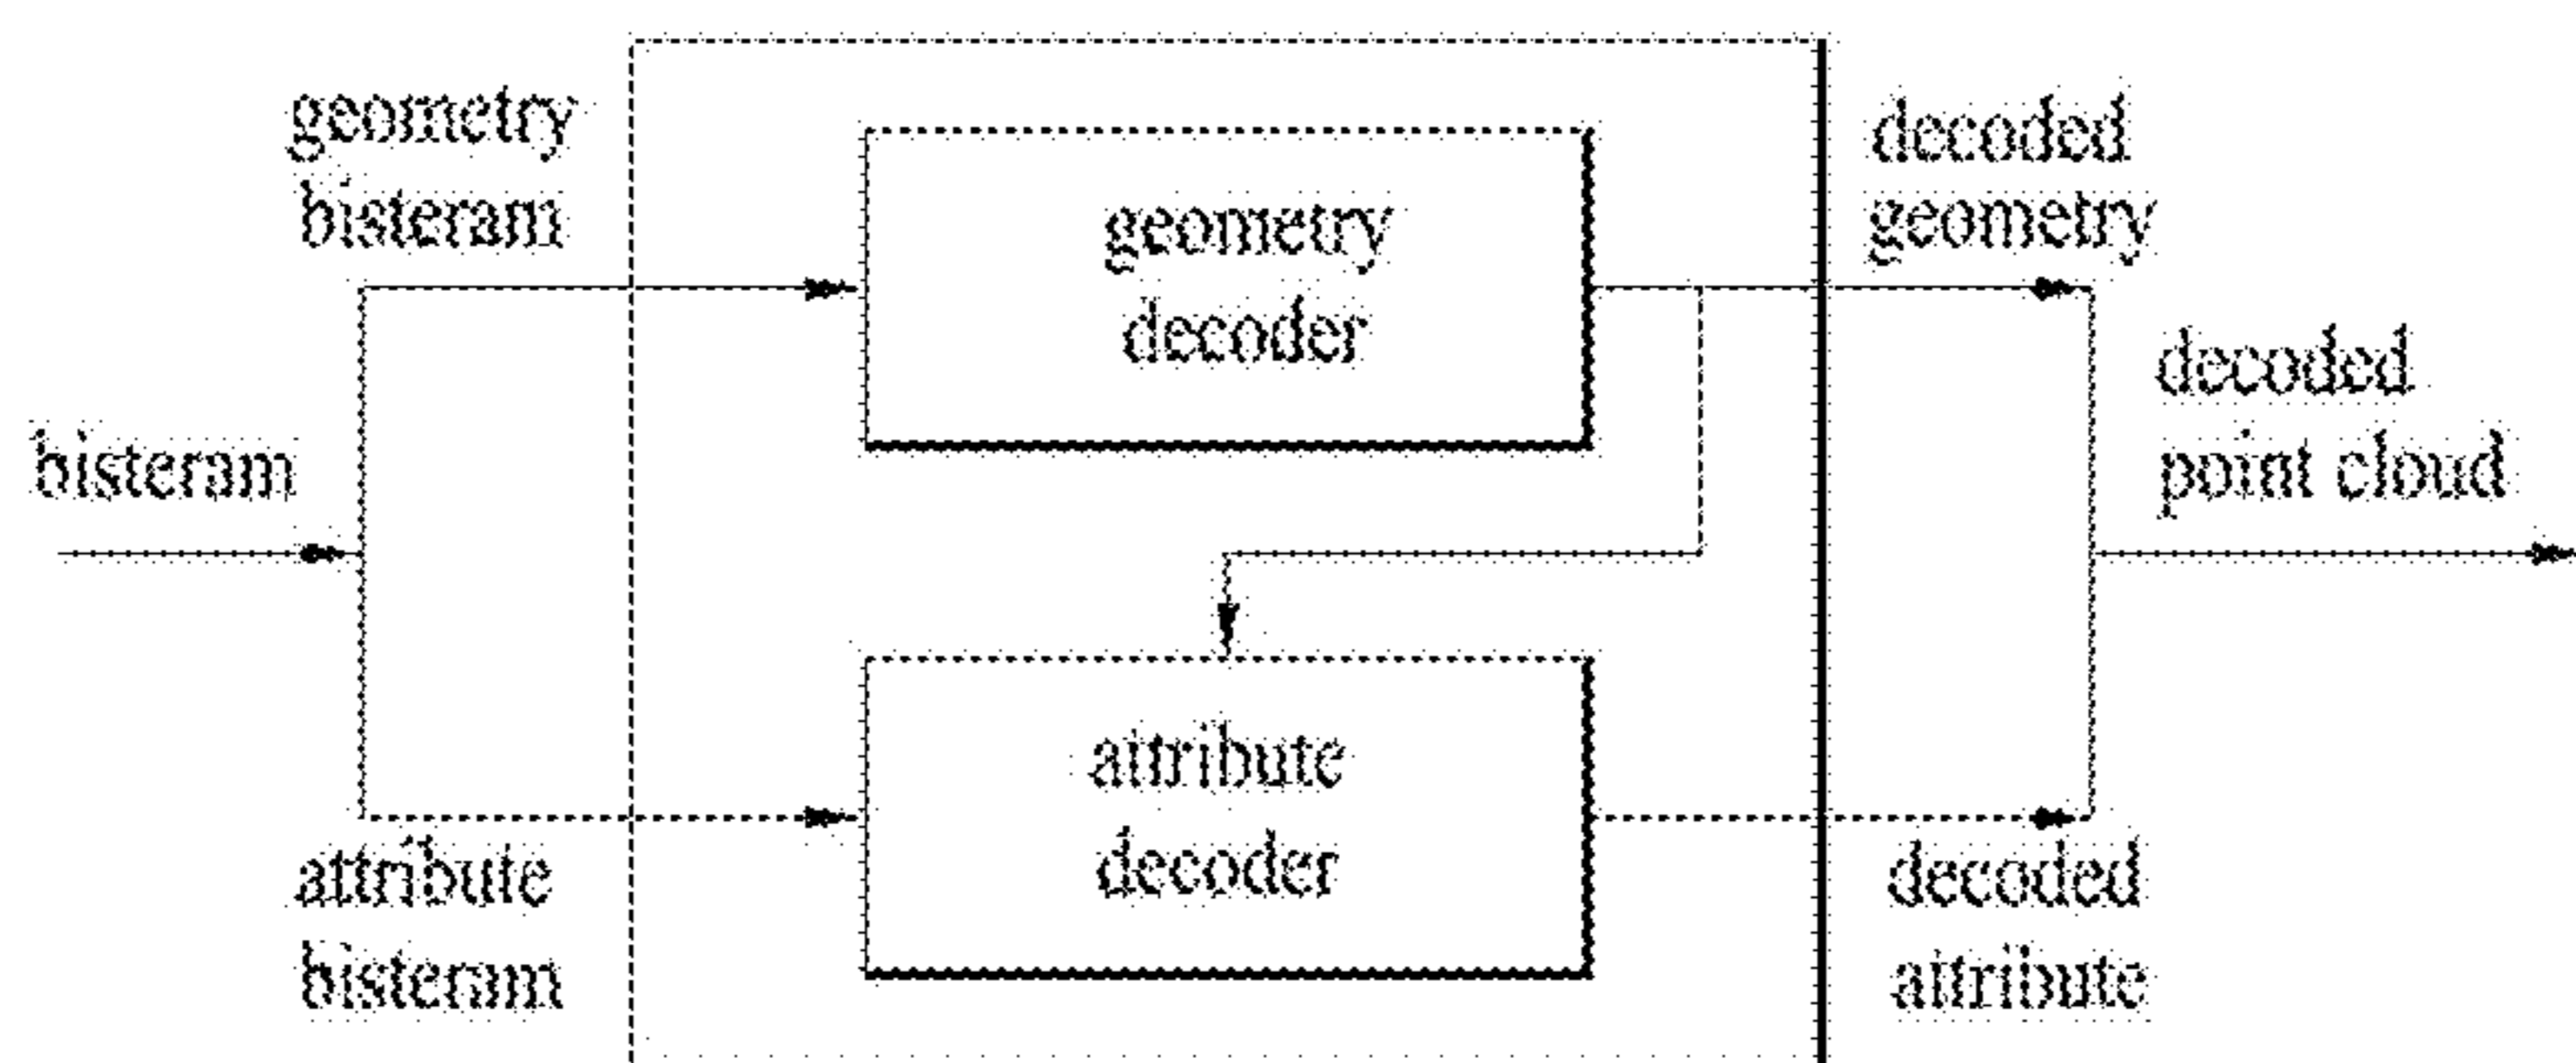 geometry
bisteram
geometry
decoder
decoded
geometry
bisteram
decoded
point cloud
attribute
decoder
attribute
bisteram
decoded
attribute